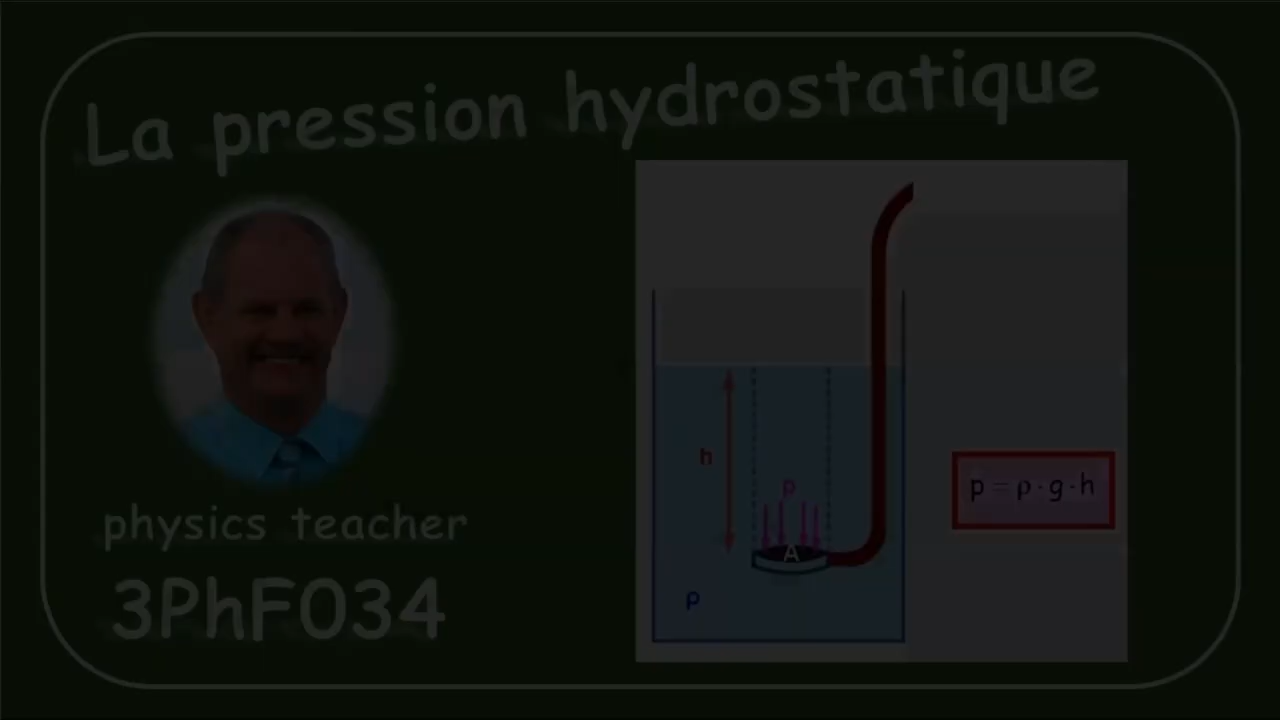 La pression hydrostatique
h
p
A
ρ
p = ρ · g · h
physics teacher
3PhF034